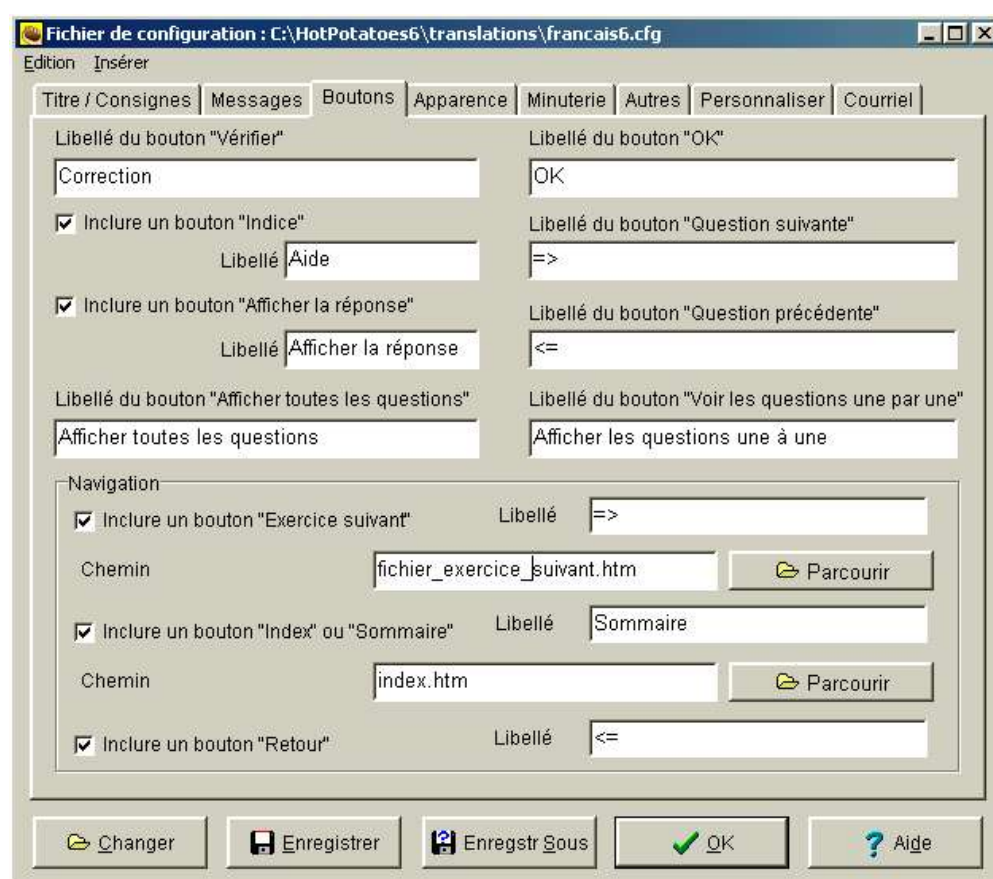 Fichier de configuration : C:\HotPotatoes6\translations\francais6.cfg
Edition Insérer
Titre / Consignes Messages Boutons Apparence Minuterie Autres Personnaliser Courriel
Libellé du bouton "Vérifier" Libellé du bouton "OK"
Correction OK
Inclure un bouton "Indice" Libellé du bouton "Question suivante"
Libellé Aide =>
Inclure un bouton "Afficher la réponse" Libellé du bouton "Question précédente"
Libellé Afficher la réponse <=
Libellé du bouton "Afficher toutes les questions" Libellé du bouton "Voir les questions une par une"
Afficher toutes les questions Afficher les questions une à une
Navigation
Inclure un bouton "Exercice suivant" Libellé =>
Chemin fichier_exercice_suivant.htm Parcourir
Inclure un bouton "Index" ou "Sommaire" Libellé Sommaire
Chemin index.htm Parcourir
Inclure un bouton "Retour" Libellé <=
Changer Enregistrer Enregstr Sous OK Aide